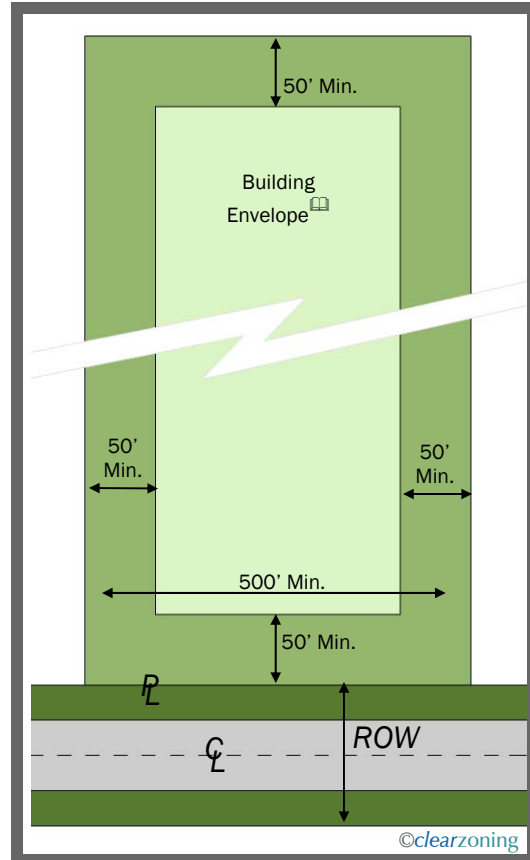 50' Min.
Building
Envelope
50'
Min.
50'
Min.
500' Min.
50' Min.
PL
CL
ROW
©clearzoning